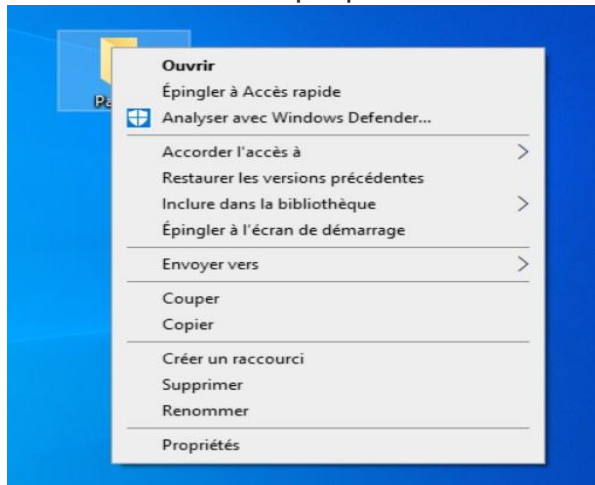 Ouvrir
Épingler à Accès rapide
Analyser avec Windows Defender...
Accorder l'accès à
Restaurer les versions précédentes
Inclure dans la bibliothèque
Épingler à l'écran de démarrage
Envoyer vers
Couper
Copier
Créer un raccourci
Supprimer
Renommer
Propriétés